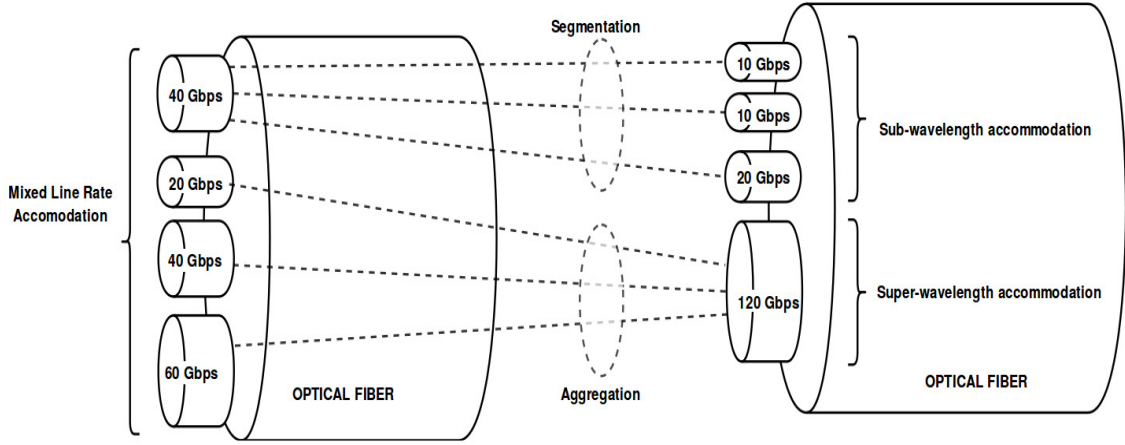 Segmentation
Mixed Line Rate
Accomodation
40 Gbps
20 Gbps
40 Gbps
60 Gbps
OPTICAL FIBER
Aggregation
10 Gbps
10 Gbps
20 Gbps
120 Gbps
Sub-wavelength accommodation
Super-wavelength accommodation
OPTICAL FIBER